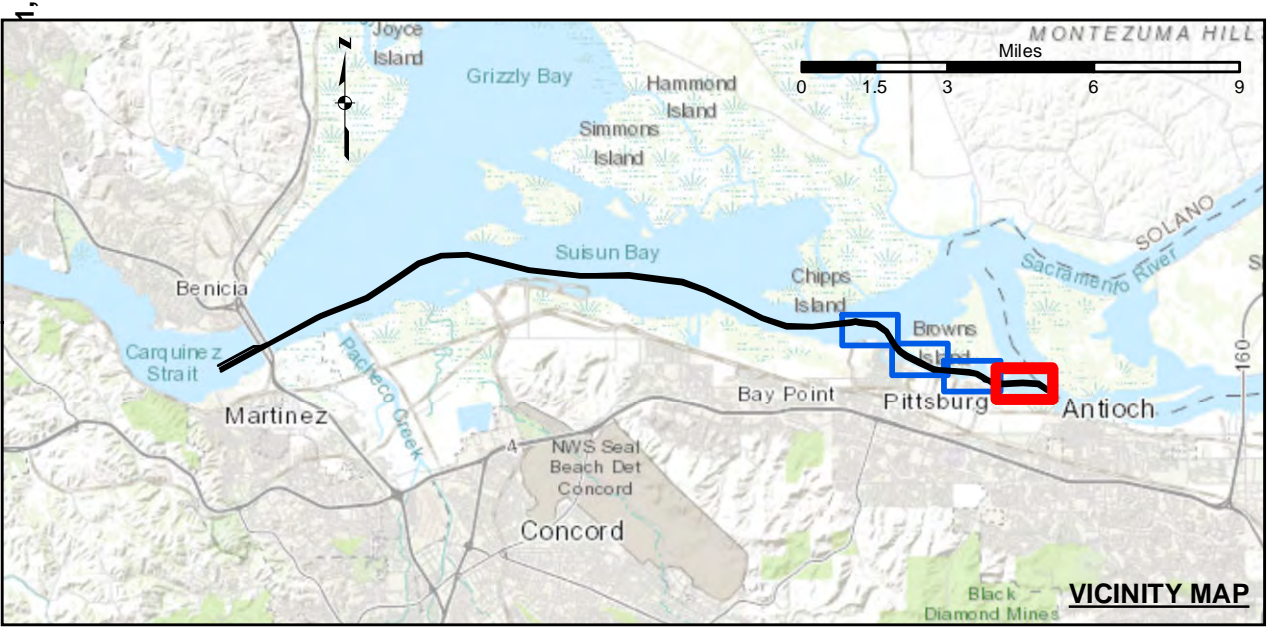 Joyce
Island
N
MONTEZUMA HILL
Miles
0 1.5 3 6 9
Grizzly Bay
Hammond
Island
Simmons
Island
SOLANO
Sacramento River
Suisun Bay
Chipps
Island
Benicia
Browns
Island
Carquinez
Strait
Pacheco Creek
160
Bay Point
Pittsburg
Antioch
Martinez
4
NWS Seal
Beach Det
Concord
Concord
Black
Diamond Mines
VICINITY MAP